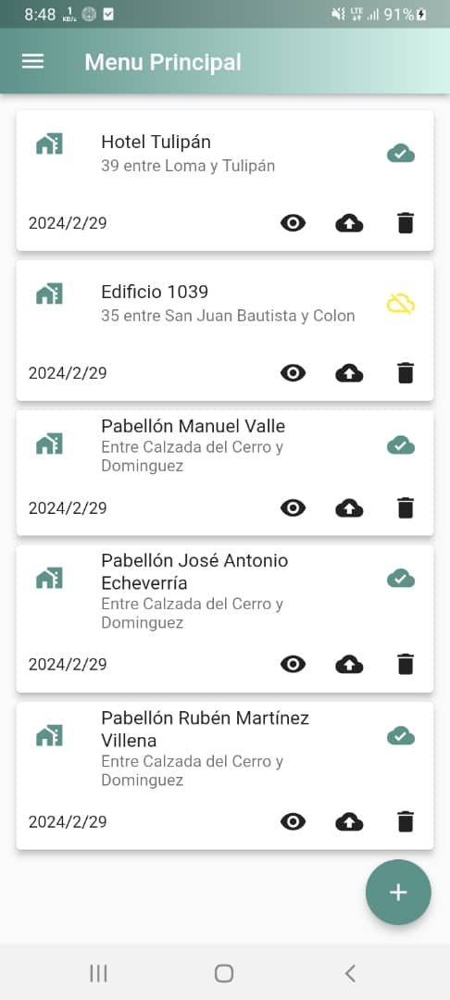 8:48 1 KB/s LTE 91%
Menu Principal
Hotel Tulipán
39 entre Loma y Tulipán
2024/2/29
Edificio 1039
35 entre San Juan Bautista y Colon
2024/2/29
Pabellón Manuel Valle
Entre Calzada del Cerro y
Dominguez
2024/2/29
Pabellón José Antonio
Echeverría
Entre Calzada del Cerro y
Dominguez
2024/2/29
Pabellón Rubén Martínez
Villena
Entre Calzada del Cerro y
Dominguez
2024/2/29